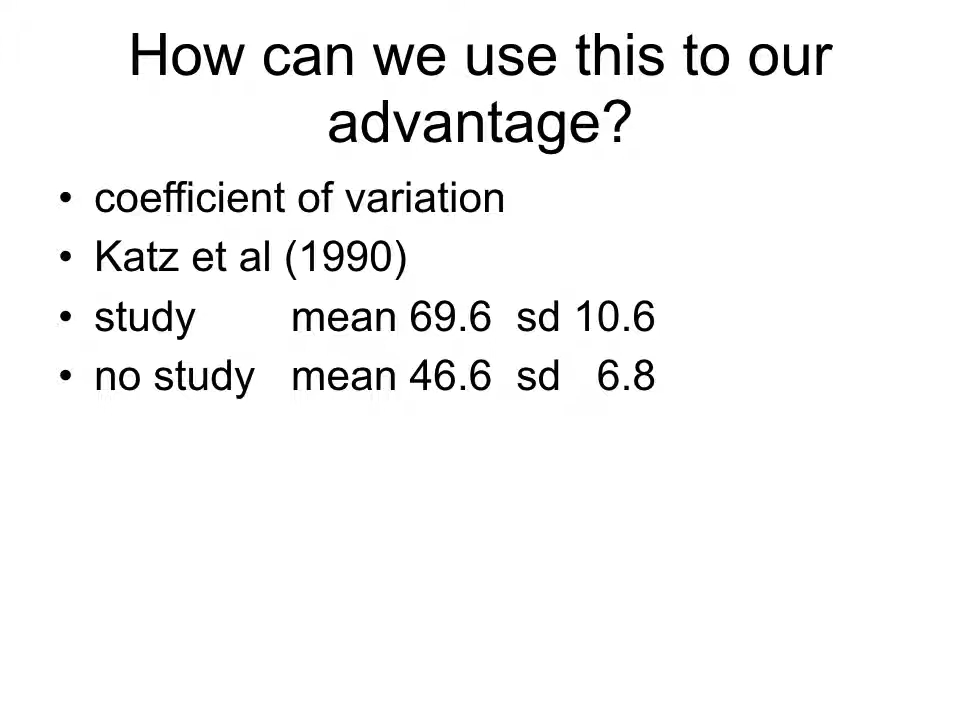 How can we use this to our
advantage?
• coefficient of variation
• Katz et al (1990)
• study mean 69.6 sd 10.6
• no study mean 46.6 sd 6.8